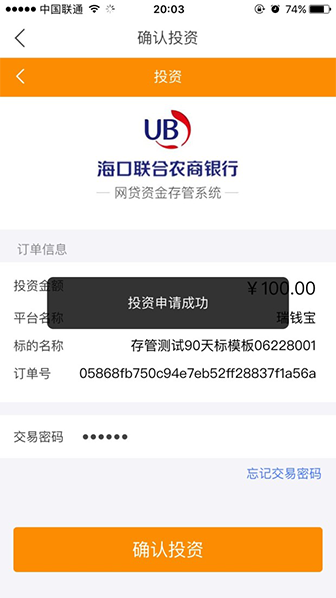 中国联通 20:03 74%
确认投资
投资
UB
海口联合农商银行
网贷资金存管系统
订单信息
投资金额 ￥100.00
投资申请成功
平台名称 瑞钱宝
标的名称 存管测试90天标模板06228001
订单号 05868fb750c94e7eb52ff28837f1a56a
交易密码 ••••••
忘记交易密码
确认投资